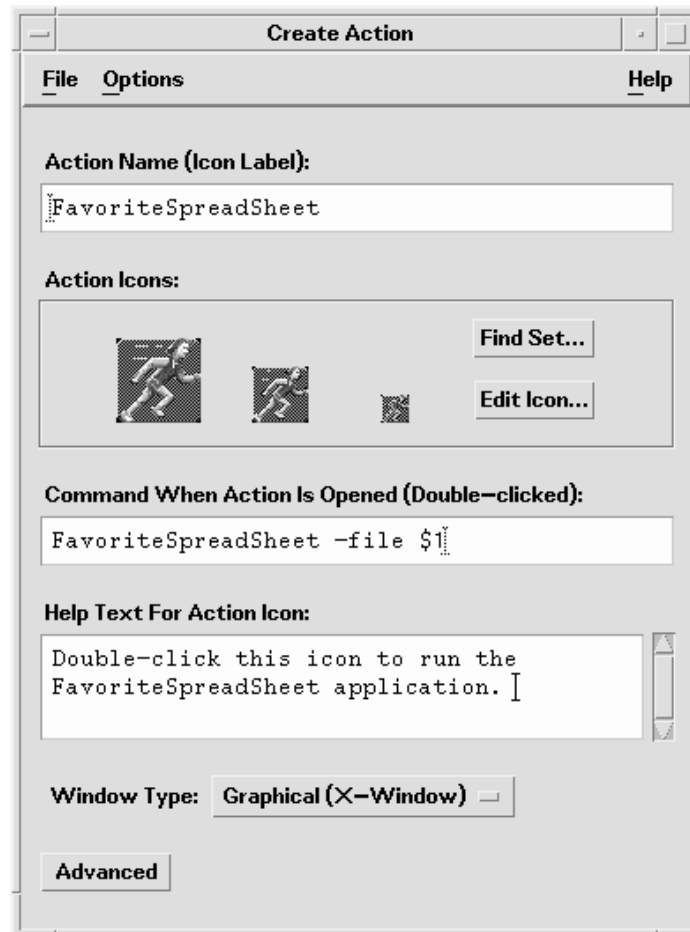 Create Action
File Options Help
Action Name (Icon Label):
FavoriteSpreadSheet
Action Icons:
Find Set...
Edit Icon...
Command When Action Is Opened (Double-clicked):
FavoriteSpreadSheet -file $1
Help Text For Action Icon:
Double-click this icon to run the
FavoriteSpreadSheet application.
Window Type: Graphical (X-Window)
Advanced